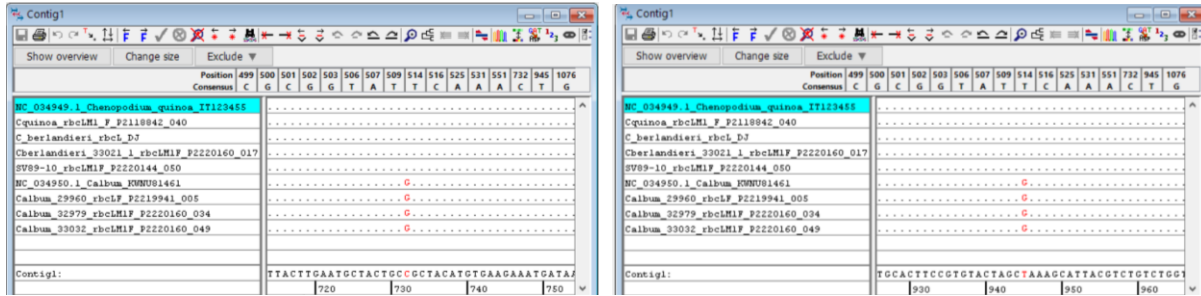 Contig1
Show overview Change size Exclude ▼
Position 499 500 501 502 503 506 507 509 514 516 525 531 551 732 945 1076
Consensus C G C G G T A T T C A A A C T G
NC_034949.1_Chenopodium_quinoa_IT123455
Cquinoa_rbcLM1_F_P2118842_040
C_berlandieri_rbcL_DJ
Cberlandieri_33021_1_rbcLM1F_P2220160_017
SV89-10_rbcLM1F_P2220144_050
NC_034950.1_Calbum_KWNU81461 G
Calbum_29960_rbcLF_P2219941_005 G
Calbum_32979_rbcLM1F_P2220160_034 G
Calbum_33032_rbcLM1F_P2220160_049 G
Contig1: TTACTTGAATGCTACTGCCGCTACATGTGAAGAAATGATAA
720 730 740 750
Contig1
Show overview Change size Exclude ▼
Position 499 500 501 502 503 506 507 509 514 516 525 531 551 732 945 1076
Consensus C G C G G T A T T C A A A C T G
NC_034949.1_Chenopodium_quinoa_IT123455
Cquinoa_rbcLM1_F_P2118842_040
C_berlandieri_rbcL_DJ
Cberlandieri_33021_1_rbcLM1F_P2220160_017
SV89-10_rbcLM1F_P2220144_050
NC_034950.1_Calbum_KWNU81461 G
Calbum_29960_rbcLF_P2219941_005 G
Calbum_32979_rbcLM1F_P2220160_034 G
Calbum_33032_rbcLM1F_P2220160_049 G
Contig1: TGCACTTCCGTGTACTAGCTAAAGCATTACGTCTGTCTGGT
930 940 950 960